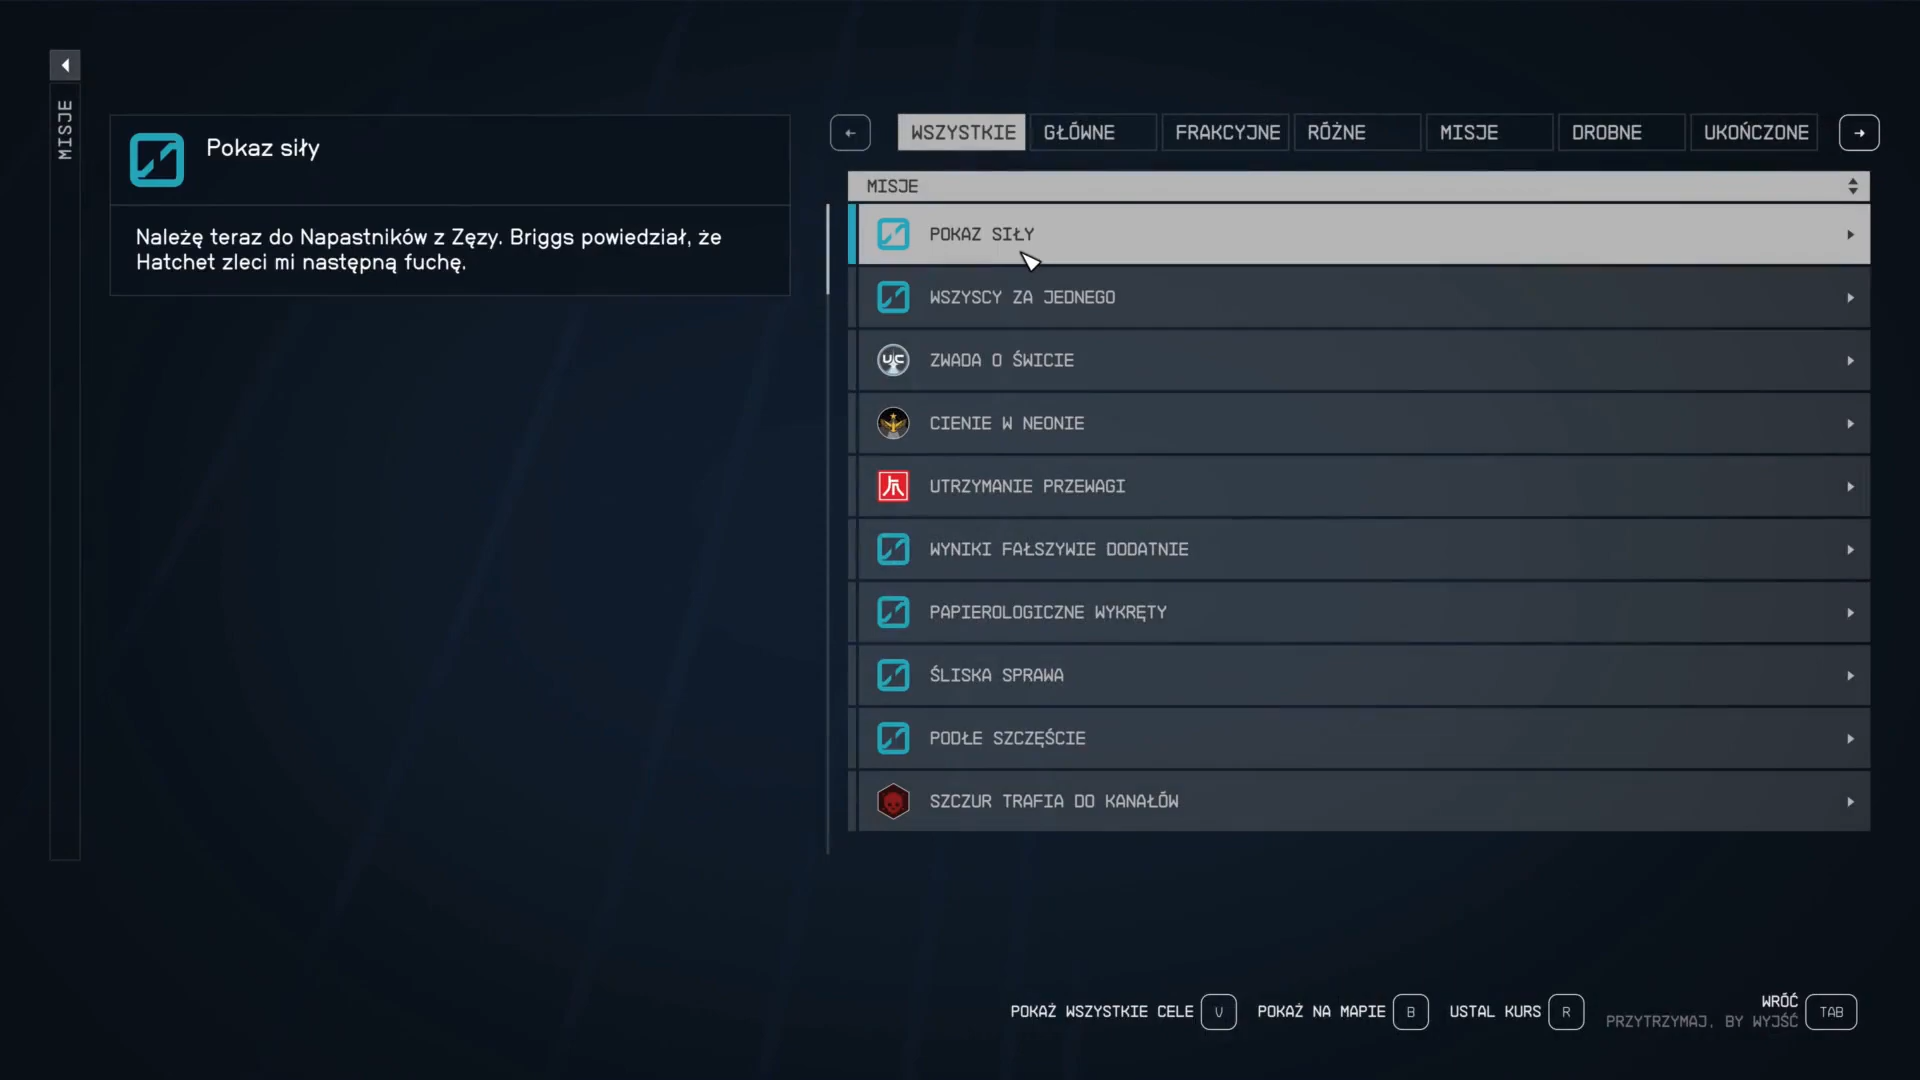 MISJE
Pokaz siły
Należę teraz do Napastników z Zęzy. Briggs powiedział, że
Hatchet zleci mi następną fuchę.
WSZYSTKIE
GŁÓWNE
FRAKCYJNE
RÓŻNE
MISJE
DROBNE
UKOŃCZONE
MISJE
POKAZ SIŁY
WSZYSCY ZA JEDNEGO
UC
ZWADA O ŚWICIE
CIENIE W NEONIE
UTRZYMANIE PRZEWAGI
WYNIKI FAŁSZYWIE DODATNIE
PAPIEROLOGICZNE WYKRĘTY
ŚLISKA SPRAWA
PODŁE SZCZĘŚCIE
SZCZUR TRAFIA DO KANAŁÓW
POKAŻ WSZYSTKIE CELE V
POKAŻ NA MAPIE B
USTAL KURS R
WRÓĆ
PRZYTRZYMAJ, BY WYJŚĆ
TAB